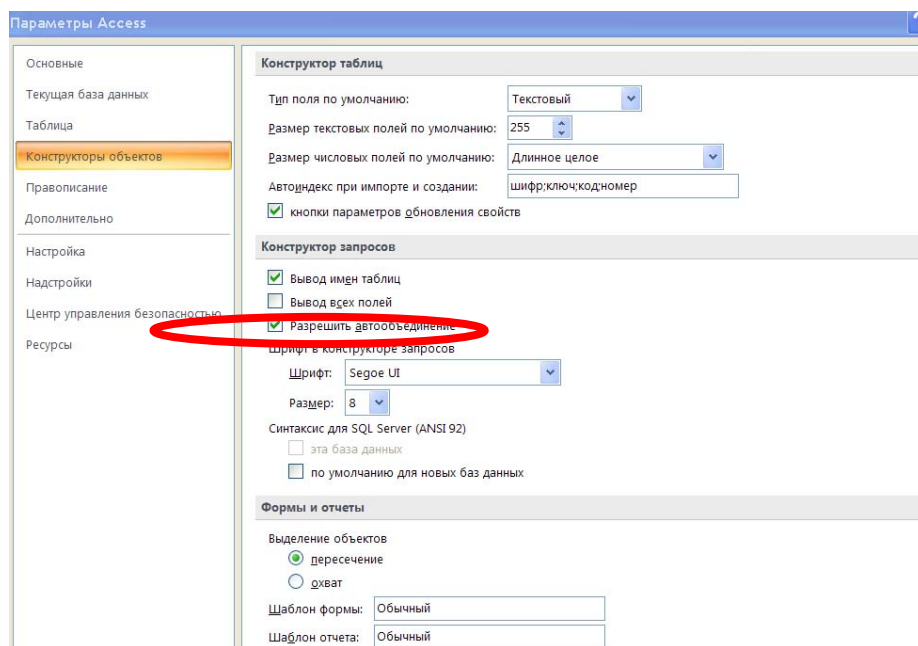 Параметры Access
Основные
Текущая база данных
Таблица
Конструкторы объектов
Правописание
Дополнительно
Настройка
Надстройки
Центр управления безопасностью
Ресурсы
Конструктор таблиц
Тип поля по умолчанию: Текстовый
Размер текстовых полей по умолчанию: 255
Размер числовых полей по умолчанию: Длинное целое
Автоиндекс при импорте и создании: шифр;ключ;код;номер
кнопки параметров обновления свойств
Конструктор запросов
Вывод имен таблиц
Вывод всех полей
Разрешить автообъединение
Шрифт в конструкторе запросов
Шрифт: Segoe UI
Размер: 8
Синтаксис для SQL Server (ANSI 92)
эта база данных
по умолчанию для новых баз данных
Формы и отчеты
Выделение объектов
пересечение
охват
Шаблон формы: Обычный
Шаблон отчета: Обычный